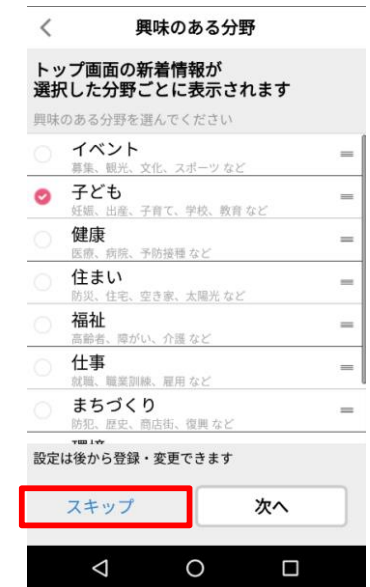 興味のある分野
トップ画面の新着情報が
選択した分野ごとに表示されます
興味のある分野を選んでください
イベント
募集、観光、文化、スポーツ など
子ども
妊娠、出産、子育て、学校、教育 など
健康
医療、病院、予防接種 など
住まい
防災、住宅、空き家、太陽光 など
福祉
高齢者、障がい、介護 など
仕事
就職、職業訓練、雇用 など
まちづくり
防犯、歴史、商店街、復興 など
設定は後から登録・変更できます
スキップ
次へ